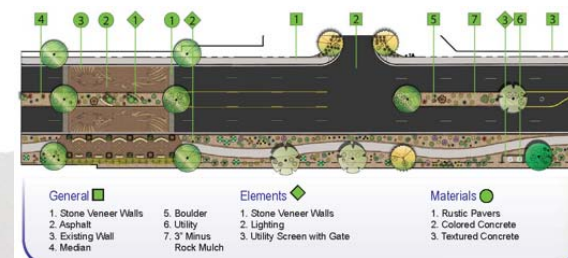 4 3 2 1 1 2 1 2 5 7 3 6 3
General Elements Materials
1. Stone Veneer Walls
2. Asphalt
3. Existing Wall
4. Median
5. Boulder
6. Utility
7. 3" Minus
Rock Mulch
1. Stone Veneer Walls
2. Lighting
3. Utility Screen with Gate
1. Rustic Pavers
2. Colored Concrete
3. Textured Concrete